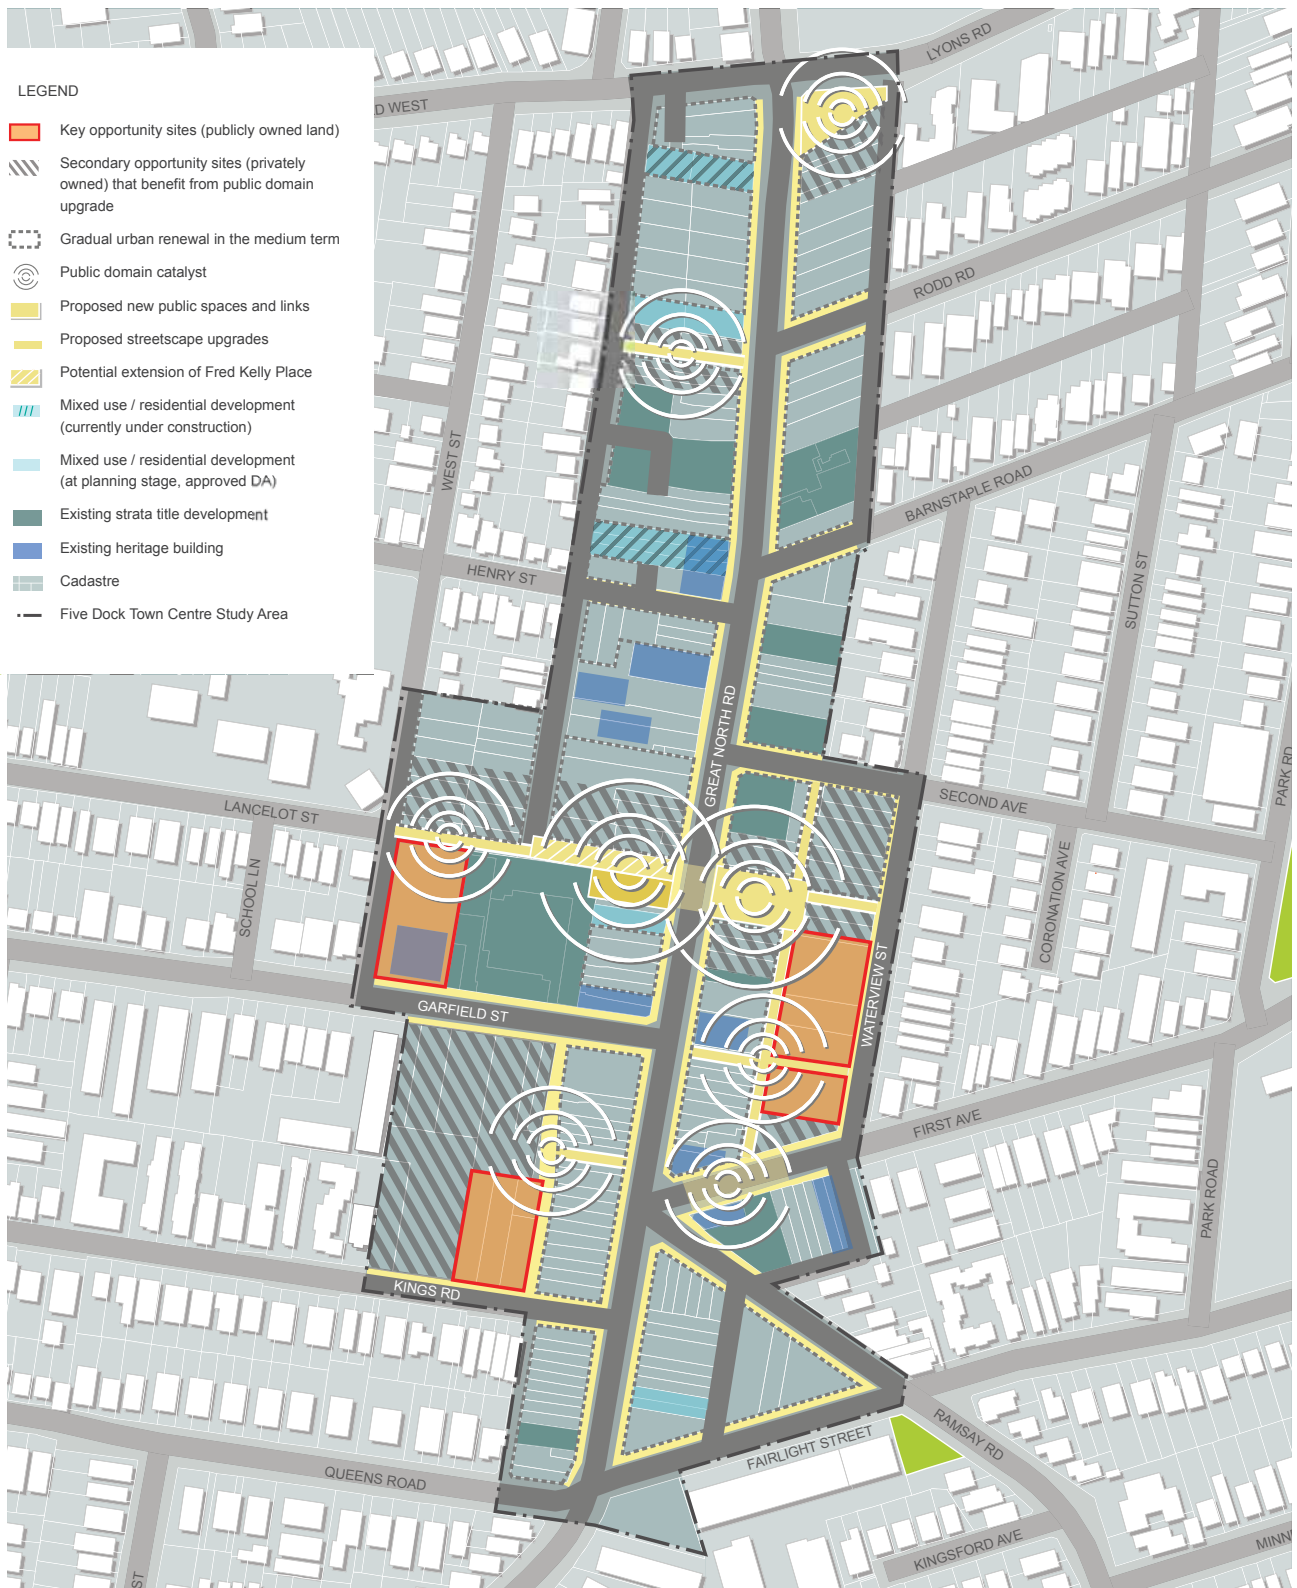 LYONS RD
D WEST
LEGEND
Key opportunity sites (publicly owned land)
Secondary opportunity sites (privately
owned) that benefit from public domain
upgrade
Gradual urban renewal in the medium term
Public domain catalyst
Proposed new public spaces and links
Proposed streetscape upgrades
Potential extension of Fred Kelly Place
Mixed use / residential development
(currently under construction)
Mixed use / residential development
(at planning stage, approved DA)
Existing strata title development
Existing heritage building
Cadastre
Five Dock Town Centre Study Area
RODD RD
WEST ST
BARNSTAPLE ROAD
HENRY ST
SUTTON ST
GREAT NORTH RD
PARK RD
SECOND AVE
LANCELOT ST
SCHOOL LN
CORONATION AVE
WATERVIEW ST
GARFIELD ST
FIRST AVE
PARK ROAD
KINGS RD
RAMSAY RD
FAIRLIGHT STREET
QUEENS ROAD
KINGSFORD AVE
MINN
ST